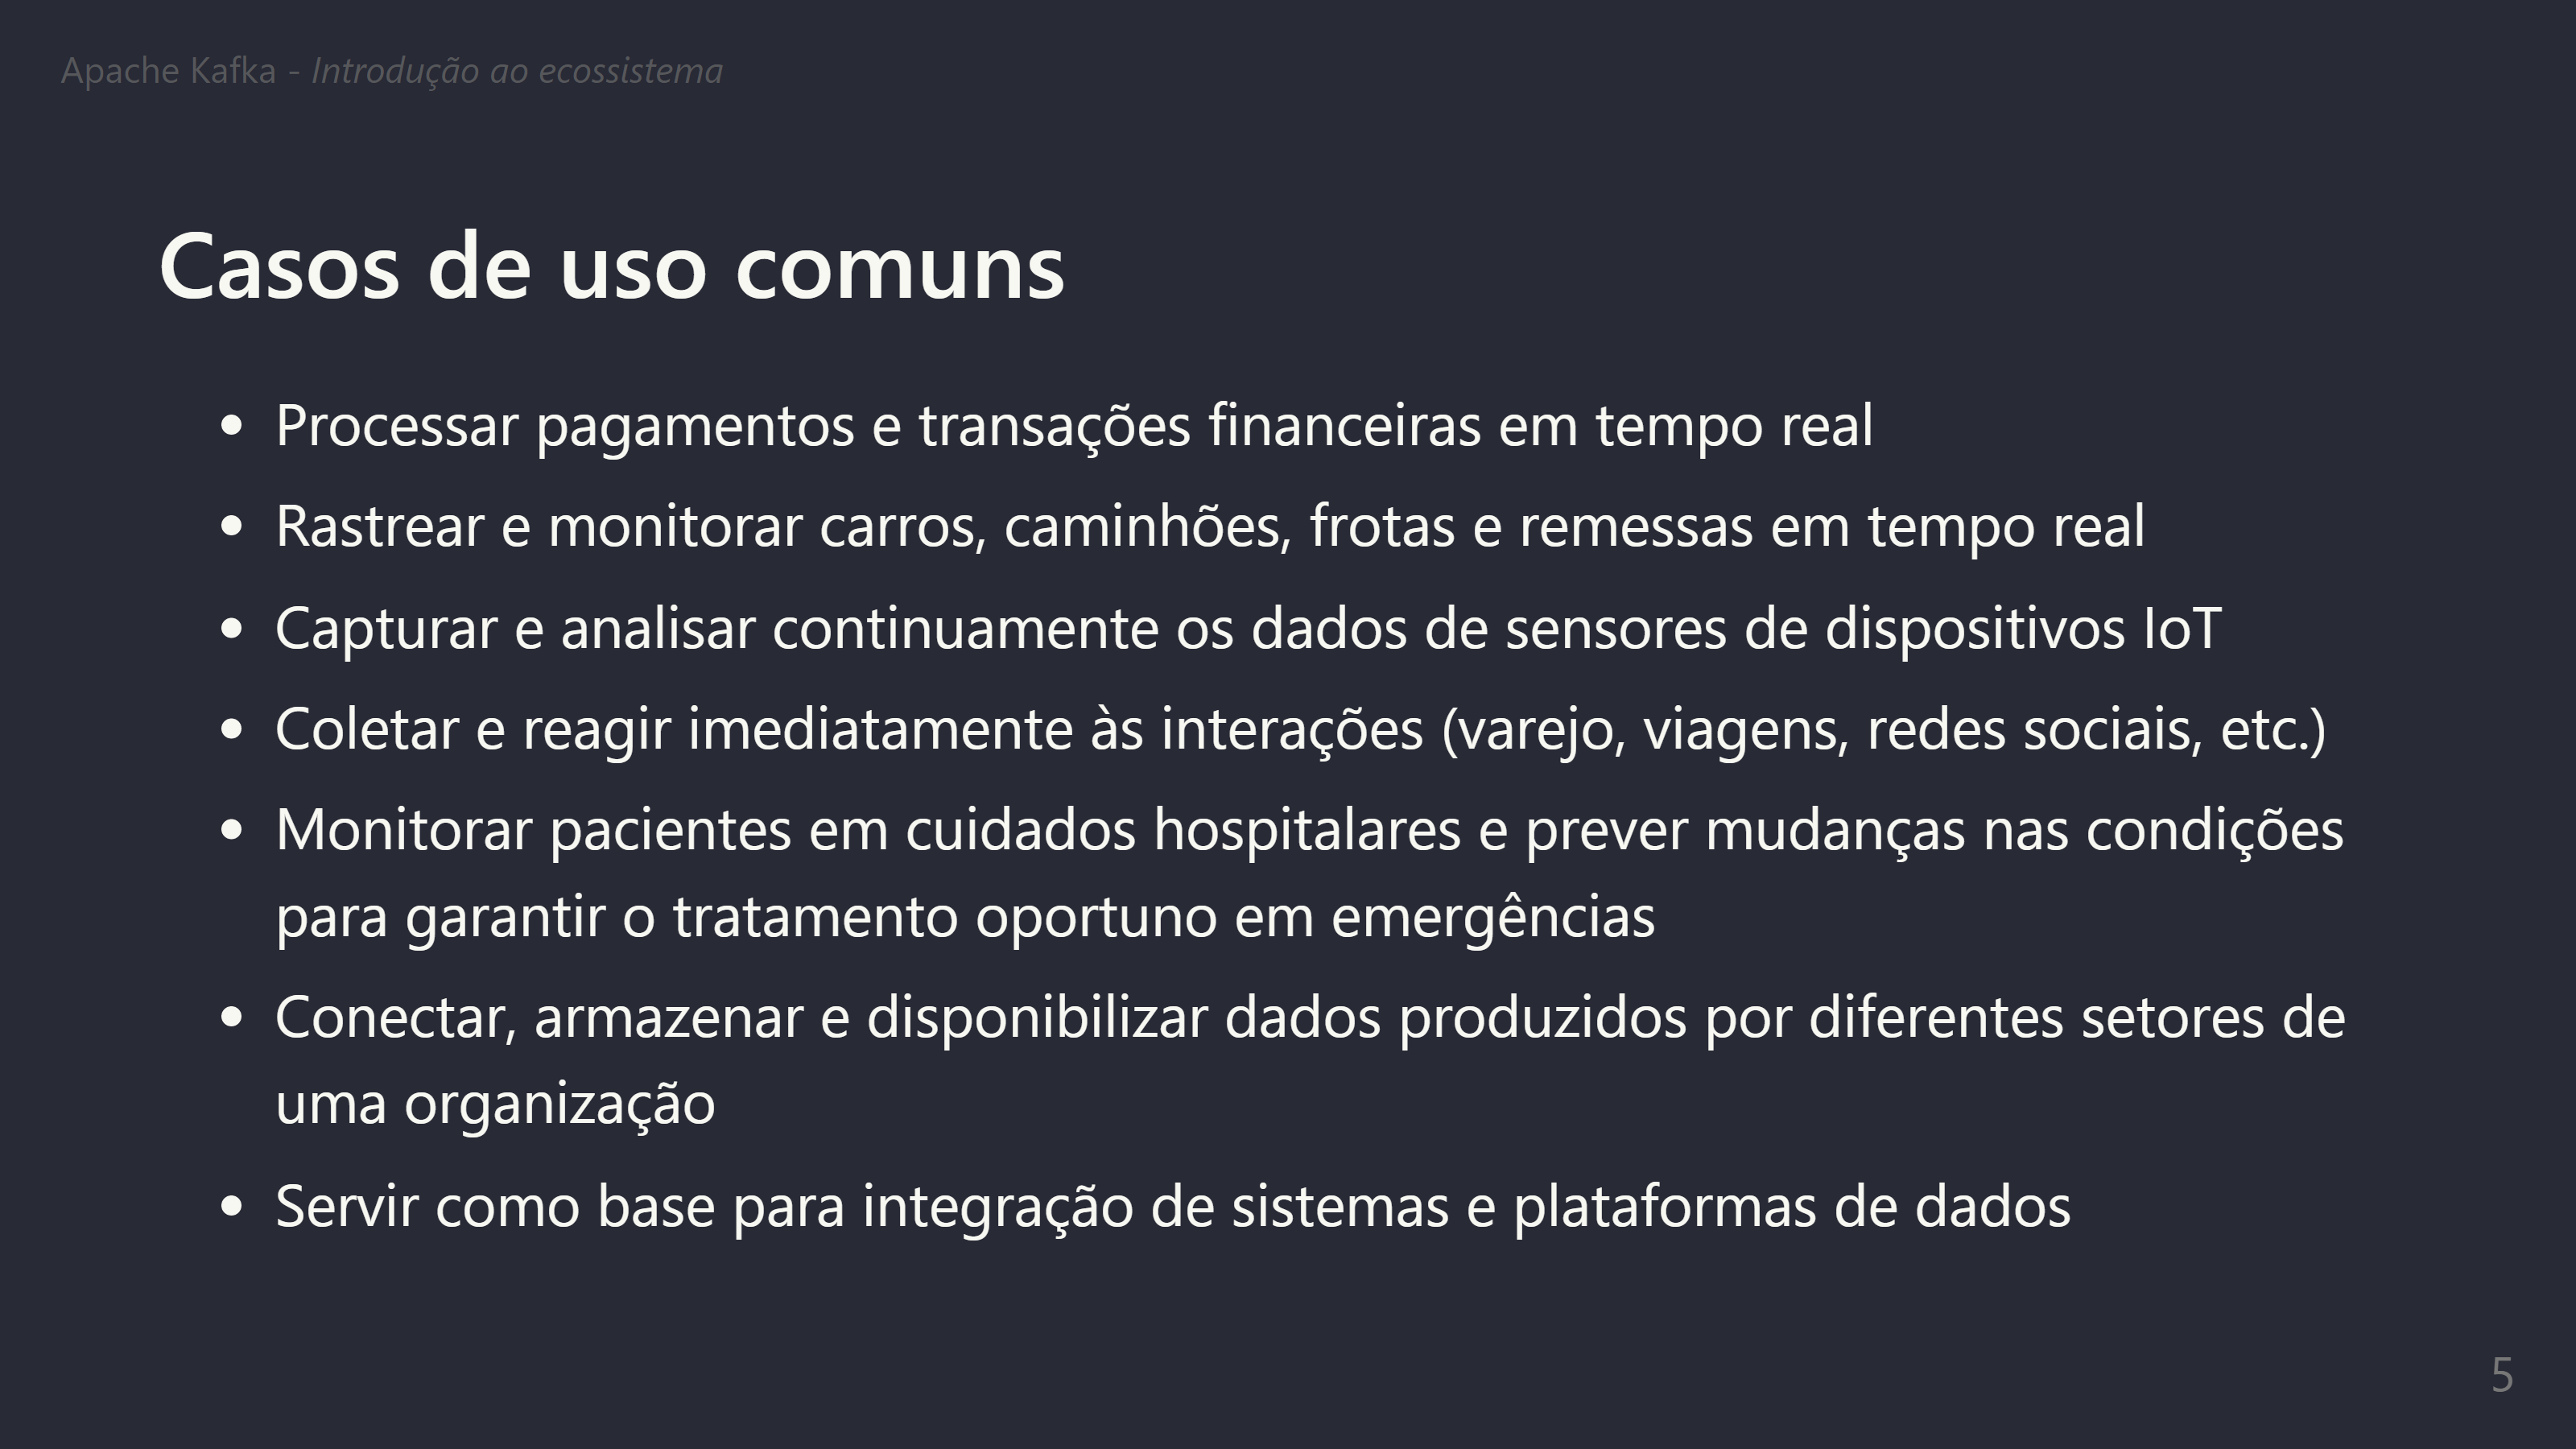 Apache Kafka - Introdução ao ecossistema
Casos de uso comuns
• Processar pagamentos e transações financeiras em tempo real
• Rastrear e monitorar carros, caminhões, frotas e remessas em tempo real
• Capturar e analisar continuamente os dados de sensores de dispositivos IoT
• Coletar e reagir imediatamente às interações (varejo, viagens, redes sociais, etc.)
• Monitorar pacientes em cuidados hospitalares e prever mudanças nas condições
para garantir o tratamento oportuno em emergências
• Conectar, armazenar e disponibilizar dados produzidos por diferentes setores de
uma organização
• Servir como base para integração de sistemas e plataformas de dados
5